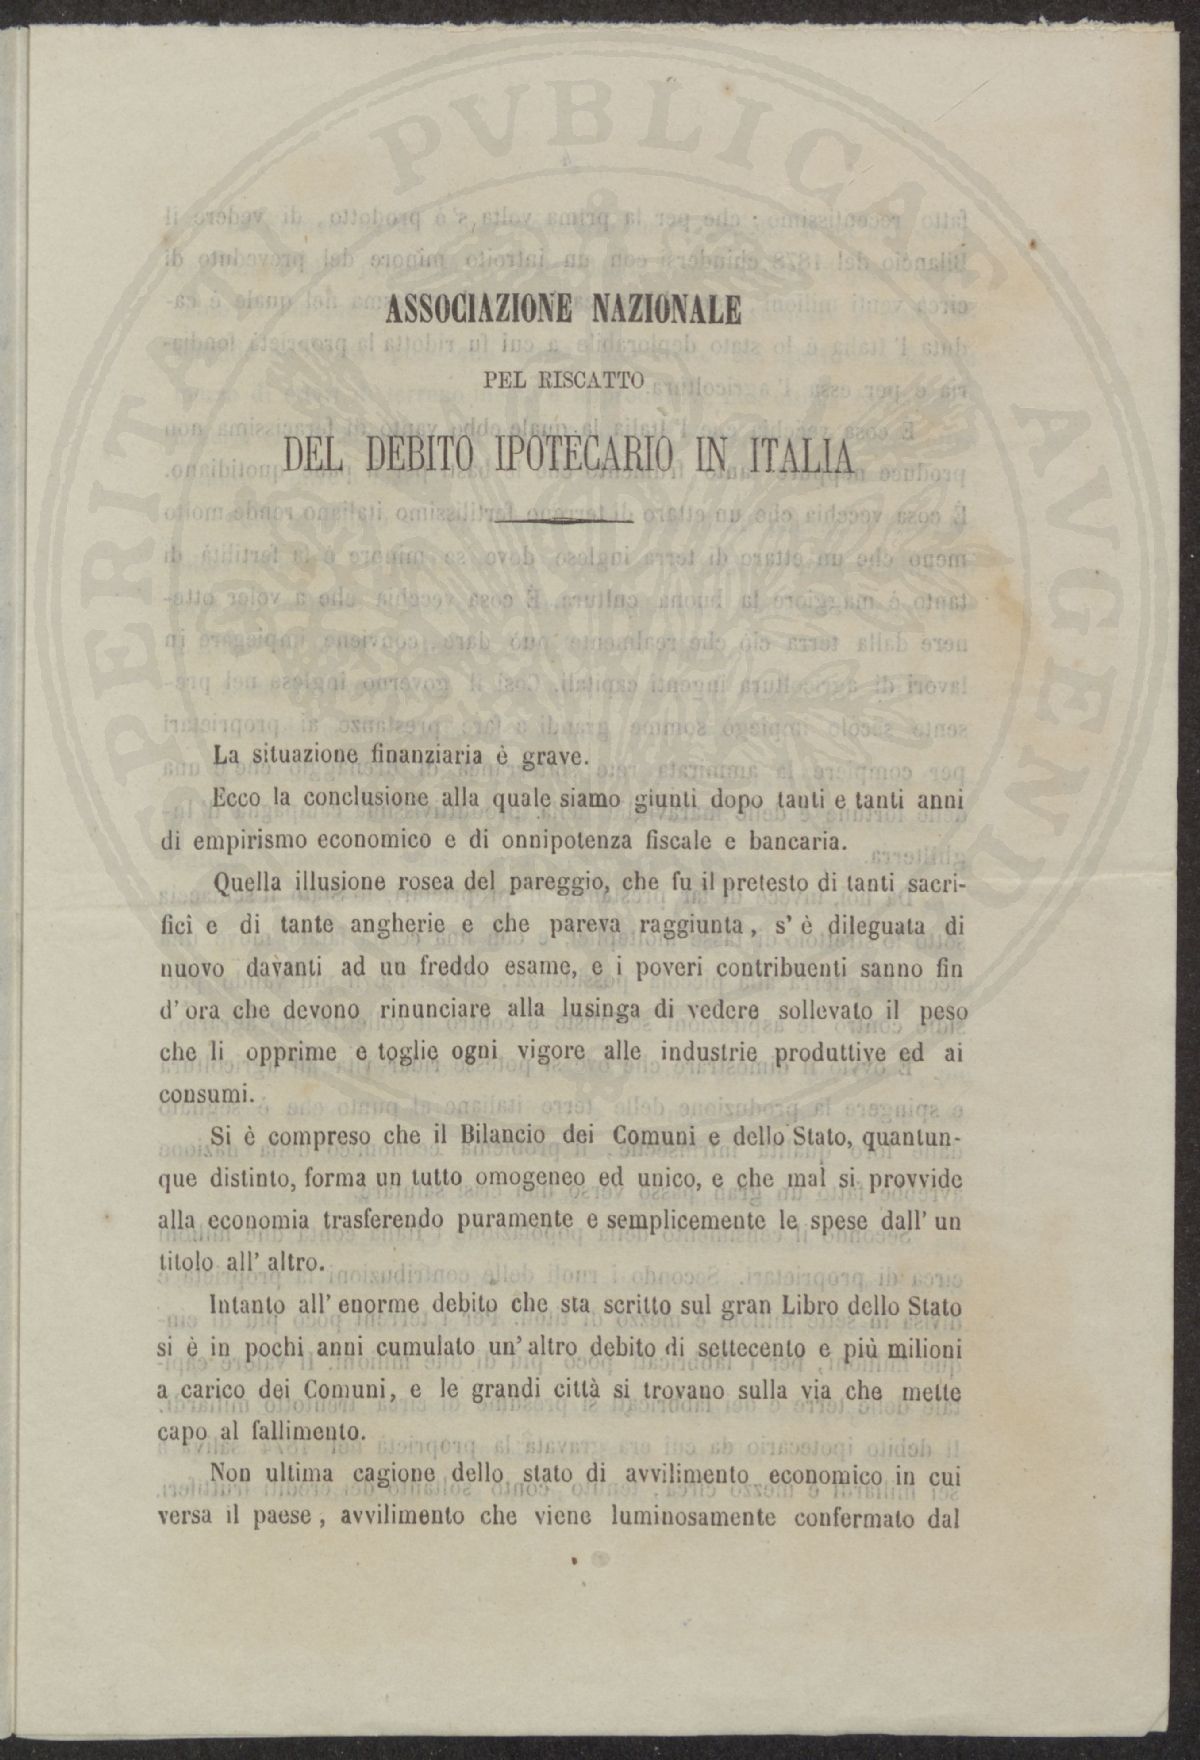 ASSOCIAZIONE NAZIONALE
PEL RISCATTO
DEL DEBITO IPOTECARIO IN ITALIA
La situazione finanziaria è grave.
Ecco la conclusione alla quale siamo giunti dopo tanti e tanti anni
di empirismo economico e di onnipotenza fiscale e bancaria.
Quella illusione rosea del pareggio, che fu il pretesto di tanti sacri-
ficî e di tante angherie e che pareva raggiunta, s' è dileguata di
nuovo davanti ad un freddo esame, e i poveri contribuenti sanno fin
d' ora che devono rinunciare alla lusinga di vedere sollevato il peso
che li opprime e toglie ogni vigore alle industrie produttive ed ai
consumi.
Si è compreso che il Bilancio dei Comuni e dello Stato, quantun-
que distinto, forma un tutto omogeneo ed unico, e che mal si provvide
alla economia trasferendo puramente e semplicemente le spese dall' un
titolo all' altro.
Intanto all' enorme debito che sta scritto sul gran Libro dello Stato
si è in pochi anni cumulato un' altro debito di settecento e più milioni
a carico dei Comuni, e le grandi città si trovano sulla via che mette
capo al fallimento.
Non ultima cagione dello stato di avvilimento economico in cui
versa il paese, avvilimento che viene luminosamente confermato dal
PERITATI PVBLICAE AVGENDAE